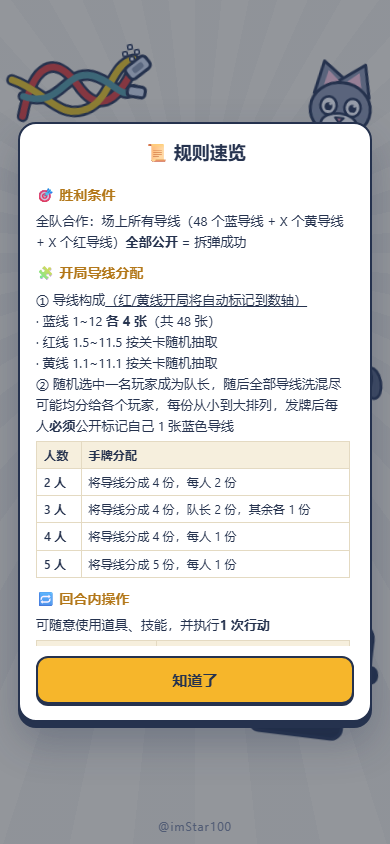 📜 规则速览
🎯 胜利条件
全队合作：场上所有导线（48 个蓝导线 + X 个黄导线
+ X 个红导线）全部公开 = 拆弹成功
🧩 开局导线分配
① 导线构成（红/黄线开局将自动标记到数轴）
· 蓝线 1~12 各 4 张（共 48 张）
· 红线 1.5~11.5 按关卡随机抽取
· 黄线 1.1~11.1 按关卡随机抽取
② 随机选中一名玩家成为队长，随后全部导线洗混尽
可能均分给各个玩家，每份从小到大排列，发牌后每
人必须公开标记自己 1 张蓝色导线
人数 手牌分配
2 人 将导线分成 4 份，每人 2 份
3 人 将导线分成 4 份，队长 2 份，其余各 1 份
4 人 将导线分成 4 份，每人 1 份
5 人 将导线分成 5 份，每人 1 份
🔁 回合内操作
可随意使用道具、技能，并执行1 次行动
知道了
@imStar100